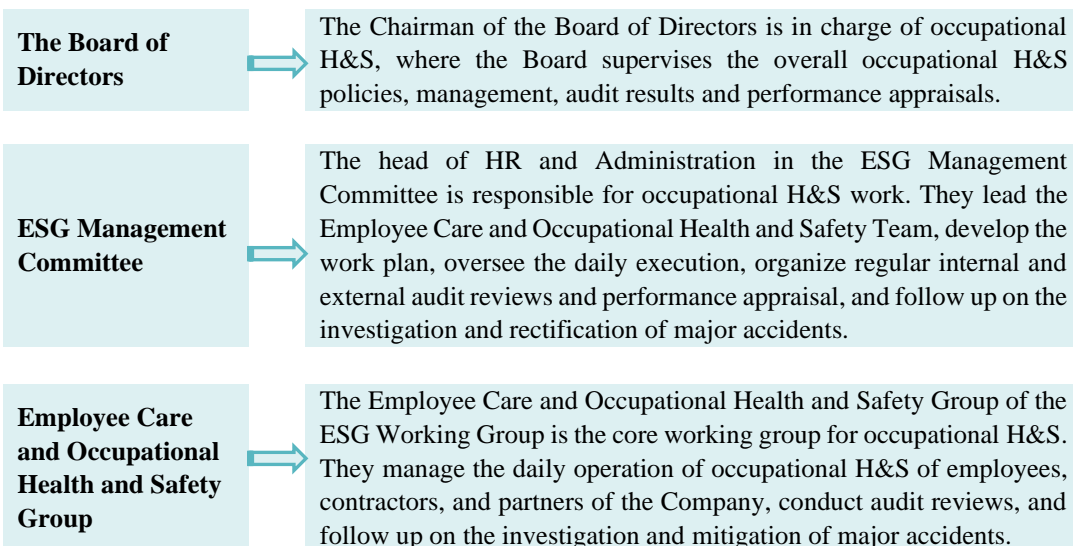 The Board of
Directors
The Chairman of the Board of Directors is in charge of occupational
H&S, where the Board supervises the overall occupational H&S
policies, management, audit results and performance appraisals.
ESG Management
Committee
The head of HR and Administration in the ESG Management
Committee is responsible for occupational H&S work. They lead the
Employee Care and Occupational Health and Safety Team, develop the
work plan, oversee the daily execution, organize regular internal and
external audit reviews and performance appraisal, and follow up on the
investigation and rectification of major accidents.
Employee Care
and Occupational
Health and Safety
Group
The Employee Care and Occupational Health and Safety Group of the
ESG Working Group is the core working group for occupational H&S.
They manage the daily operation of occupational H&S of employees,
contractors, and partners of the Company, conduct audit reviews, and
follow up on the investigation and mitigation of major accidents.